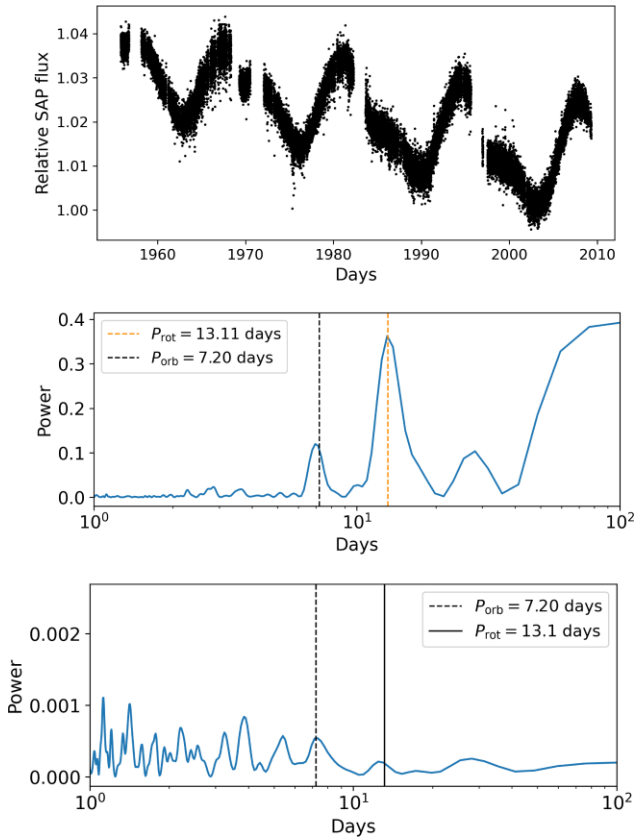 Relative SAP flux
1.04
1.03
1.02
1.01
1.00
1960
1970
1980
1990
2000
2010
Days
Power
0.4
0.3
0.2
0.1
0.0
P_rot = 13.11 days
P_orb = 7.20 days
10^0
10^1
10^2
Days
Power
0.002
0.001
0.000
P_orb = 7.20 days
P_rot = 13.1 days
10^0
10^1
10^2
Days